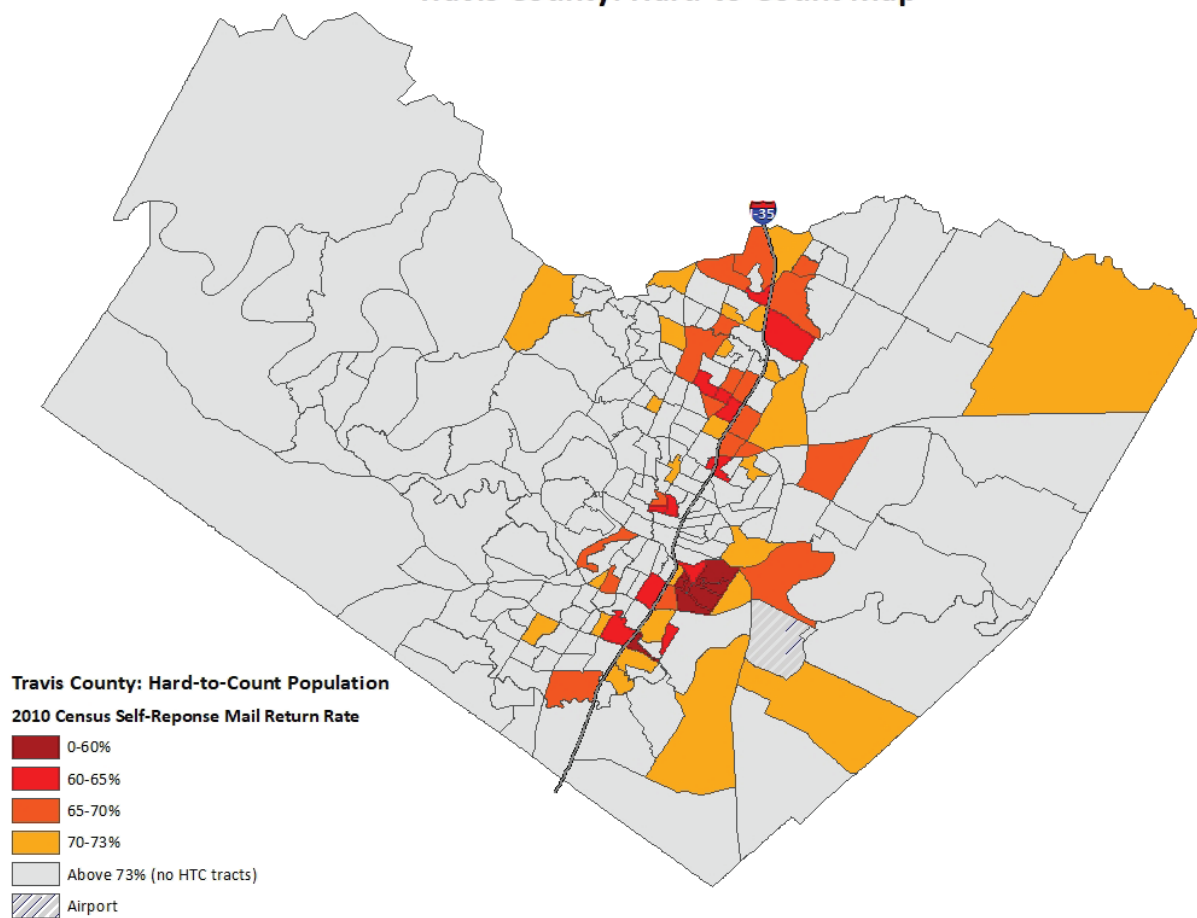 I-35
Travis County: Hard-to-Count Population
2010 Census Self-Reponse Mail Return Rate
0-60%
60-65%
65-70%
70-73%
Above 73% (no HTC tracts)
Airport